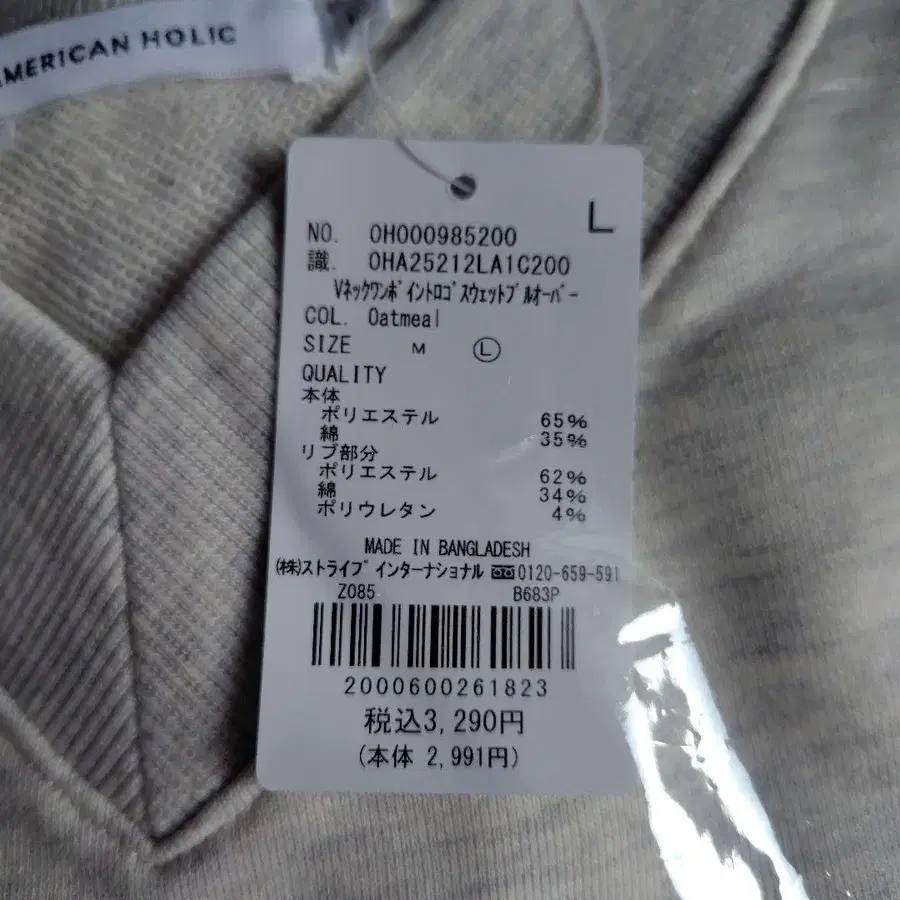 AMERICAN HOLIC
L
NO. OH000985200
識. OHA25212LA1C200
Vﾈｯｸﾜﾝﾎﾟｲﾝﾄﾛｺﾞｽｳｪｯﾄﾌﾟﾙｵｰﾊﾞｰ
COL. Oatmeal
SIZE M Ⓛ
QUALITY
本体
ポリエステル 65%
綿 35%
リブ部分
ポリエステル 62%
綿 34%
ポリウレタン 4%
MADE IN BANGLADESH
(株)ストライプインターナショナル 0120-659-591
Z085 B683P
2000600261823
税込3,290円
(本体 2,991円)